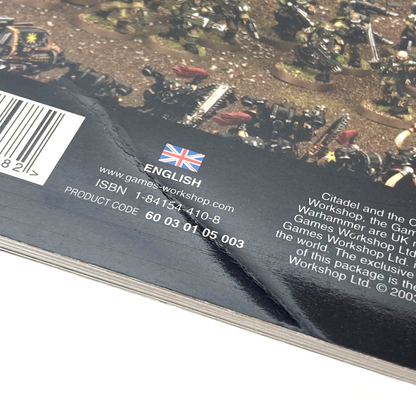 82
ENGLISH
www.games-workshop.com
ISBN 1-84154-410-8
PRODUCT CODE 60 03 01 05 003
Citadel and the
Workshop, the Gam
Warhammer are UK
Games Workshop Ltd
Games Workshop Ltd.
the world. The exclusive
of this package is the
Workshop Ltd. © 200